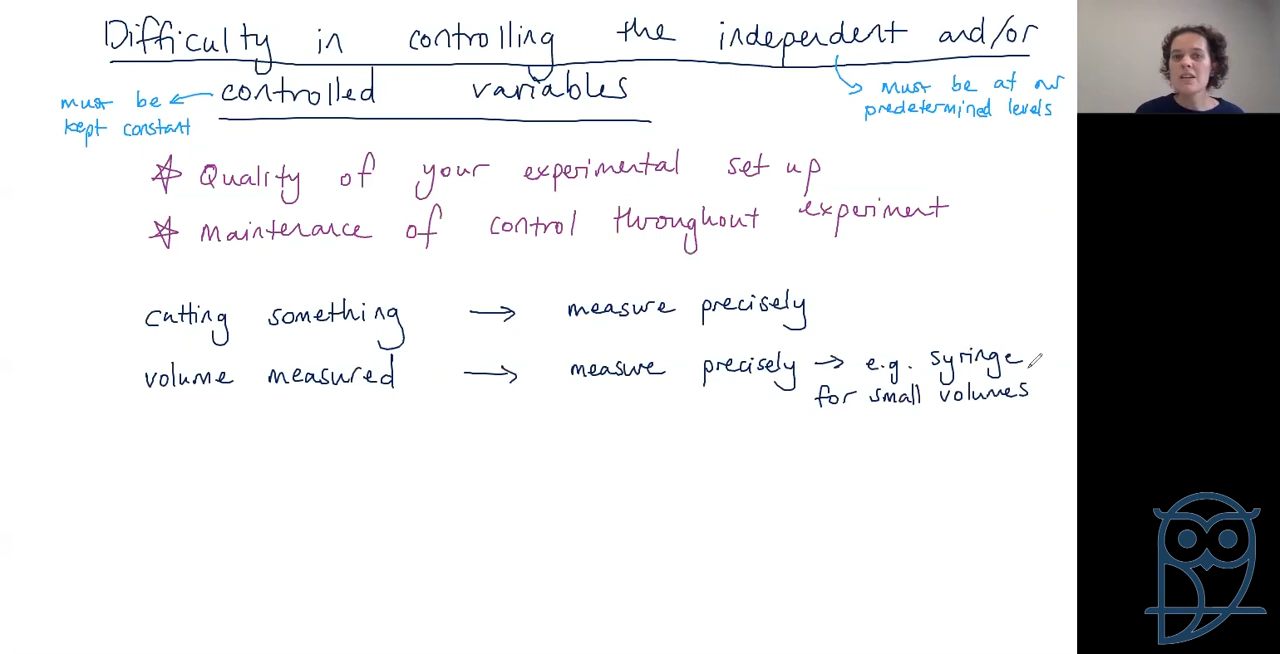 Difficulty in controlling the independent and/or
controlled variables
must be
kept constant
must be at our
predetermined levels
☆ Quality of your experimental set up
☆ Maintenance of control throughout experiment
cutting something → measure precisely
volume measured → measure precisely → e.g. syringe
for small volumes